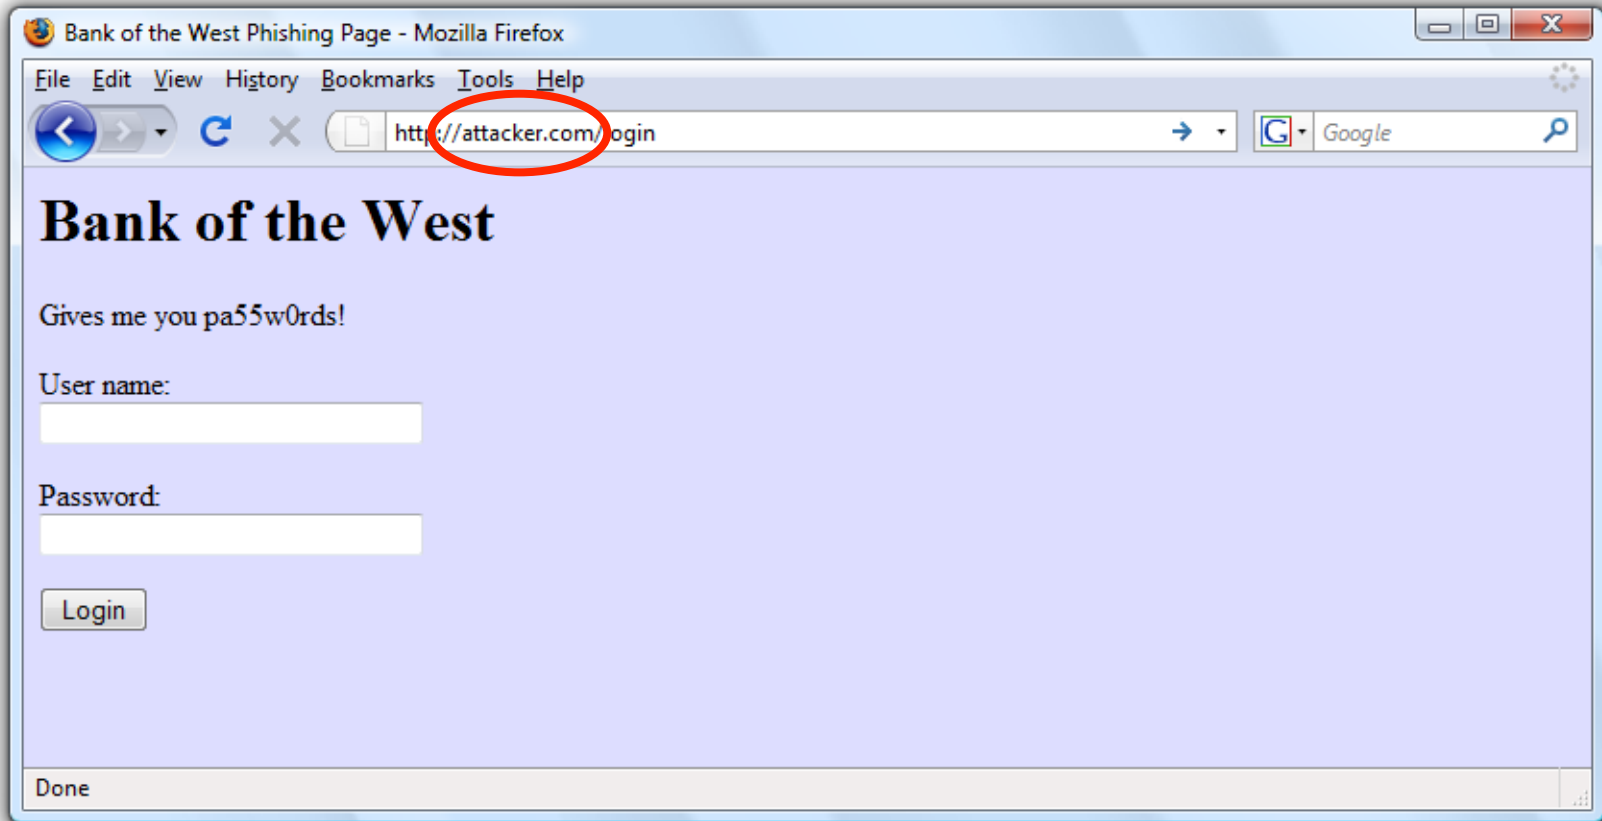 Bank of the West Phishing Page - Mozilla Firefox
File Edit View History Bookmarks Tools Help
http://attacker.com/login
G Google
Bank of the West
Gives me you pa55w0rds!
User name:
Password:
Login
Done